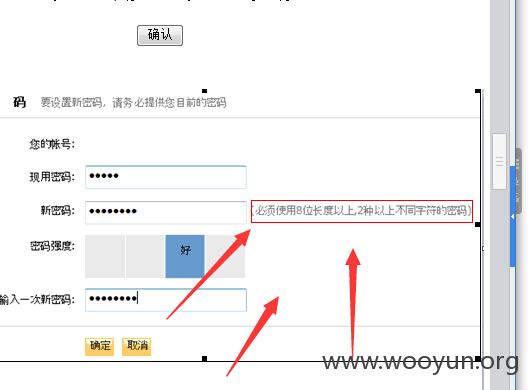 确认
码 要设置新密码，请务必提供您目前的密码
您的帐号:
现用密码: •••••
新密码: •••••••• (必须使用8位长度以上,2种以上不同字符的密码)
密码强度: 好
输入一次新密码: ••••••••
确定 取消
www.wooyun.org